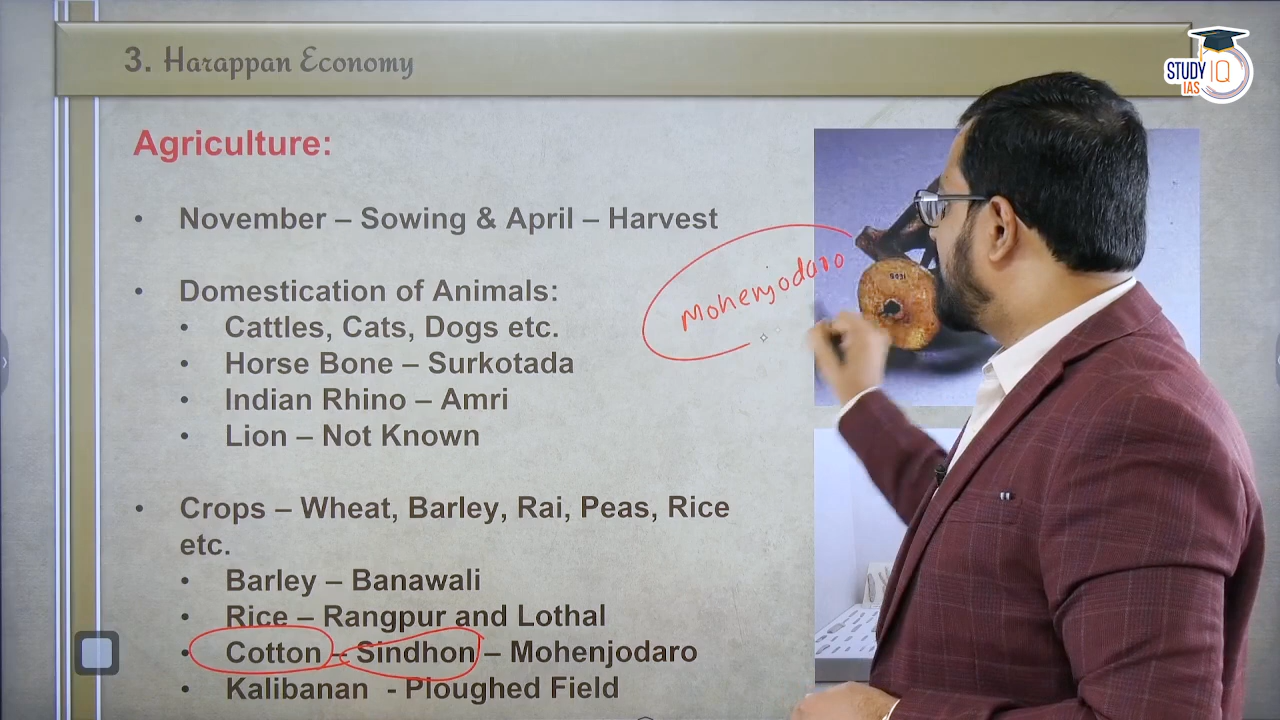 3. Harappan Economy
STUDY IQ
IAS
Agriculture:
• November – Sowing & April – Harvest
Mohenjodaro
• Domestication of Animals:
• Cattles, Cats, Dogs etc.
• Horse Bone – Surkotada
• Indian Rhino – Amri
• Lion – Not Known
• Crops – Wheat, Barley, Rai, Peas, Rice
etc.
• Barley – Banawali
• Rice – Rangpur and Lothal
• Cotton – Sindhon – Mohenjodaro
• Kalibanan - Ploughed Field